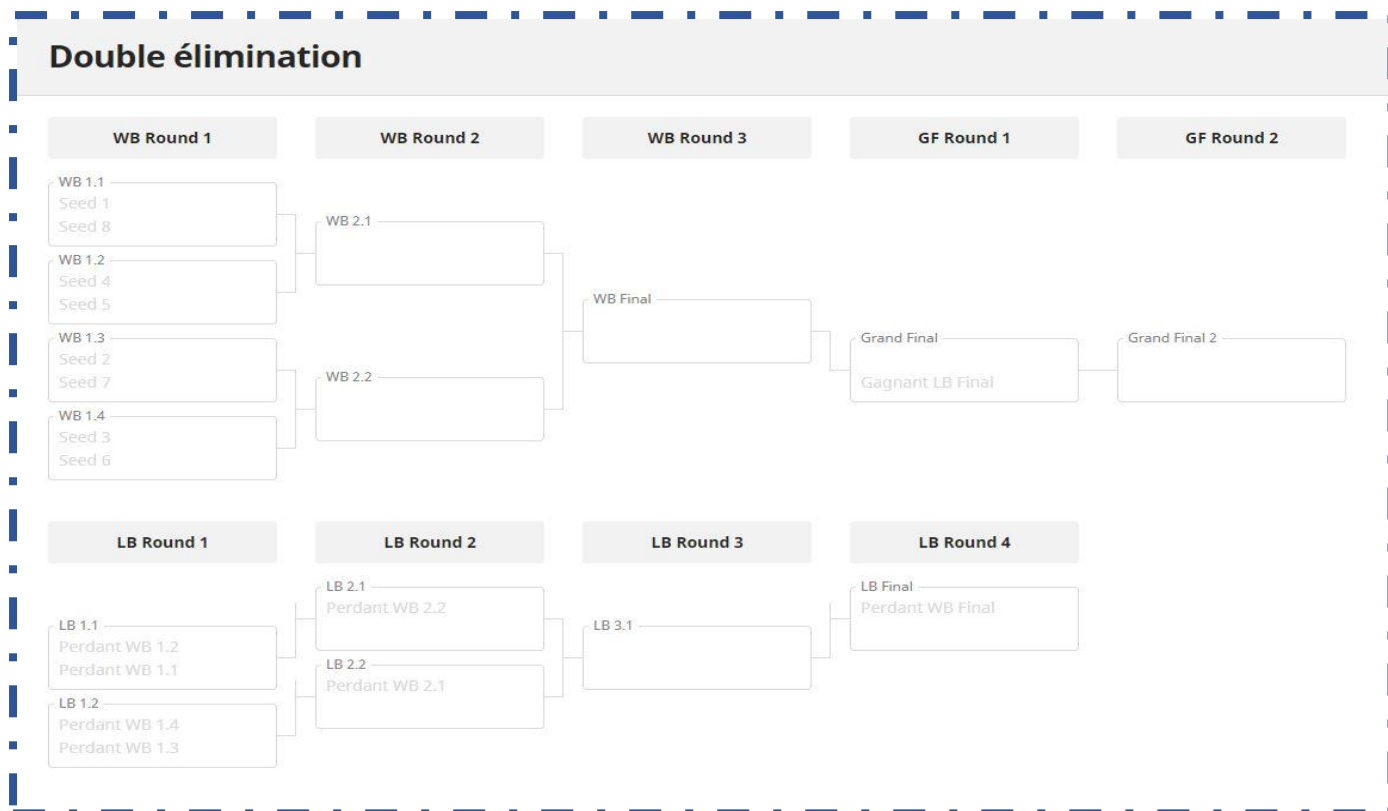 Double élimination
WB Round 1
WB Round 2
WB Round 3
GF Round 1
GF Round 2
WB 1.1
Seed 1
Seed 8
WB 1.2
Seed 4
Seed 5
WB 1.3
Seed 2
Seed 7
WB 1.4
Seed 3
Seed 6
WB 2.1
WB 2.2
WB Final
Grand Final
Gagnant LB Final
Grand Final 2
LB Round 1
LB Round 2
LB Round 3
LB Round 4
LB 1.1
Perdant WB 1.2
Perdant WB 1.1
LB 1.2
Perdant WB 1.4
Perdant WB 1.3
LB 2.1
Perdant WB 2.2
LB 2.2
Perdant WB 2.1
LB 3.1
LB Final
Perdant WB Final